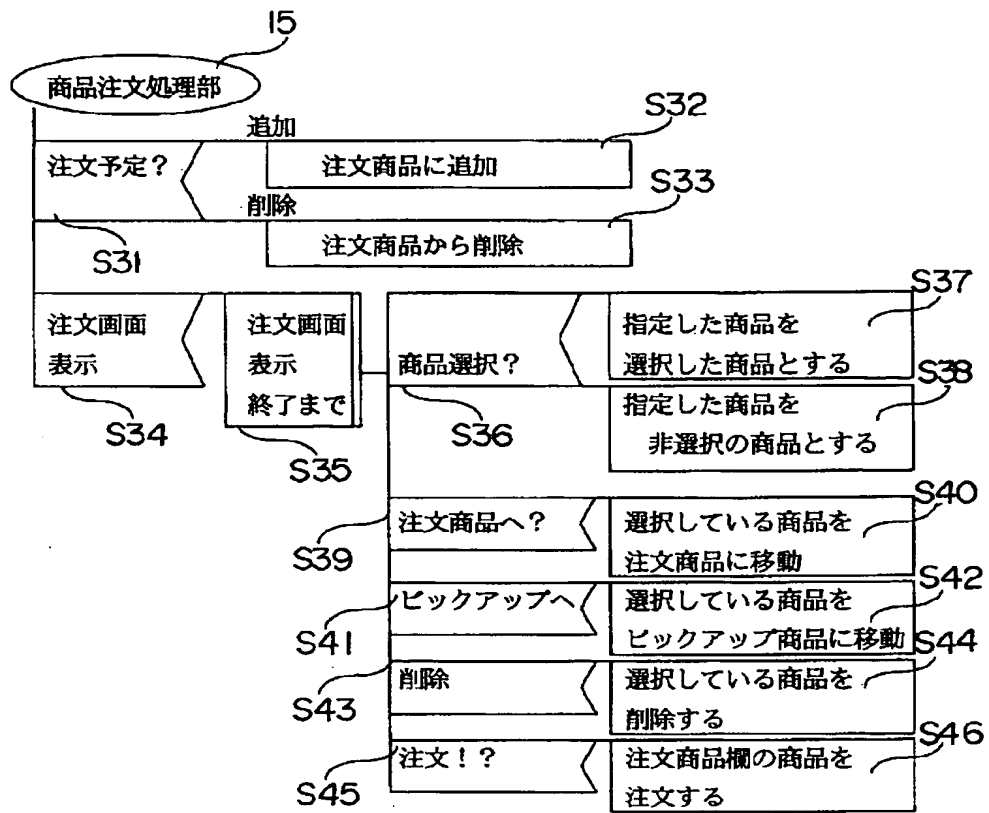 15
商品注文処理部
追加
S32
注文予定？
注文商品に追加
S33
削除
S31
注文商品から削除
S37
注文画面
表示
S34
注文画面
表示
終了まで
S35
商品選択？
S36
指定した商品を
選択した商品とする
S38
指定した商品を
非選択の商品とする
S40
注文商品へ？
S39
選択している商品を
注文商品に移動
S42
ピックアップへ
S41
選択している商品を
ピックアップ商品に移動
S44
削除
S43
選択している商品を
削除する
S46
注文！？
S45
注文商品欄の商品を
注文する